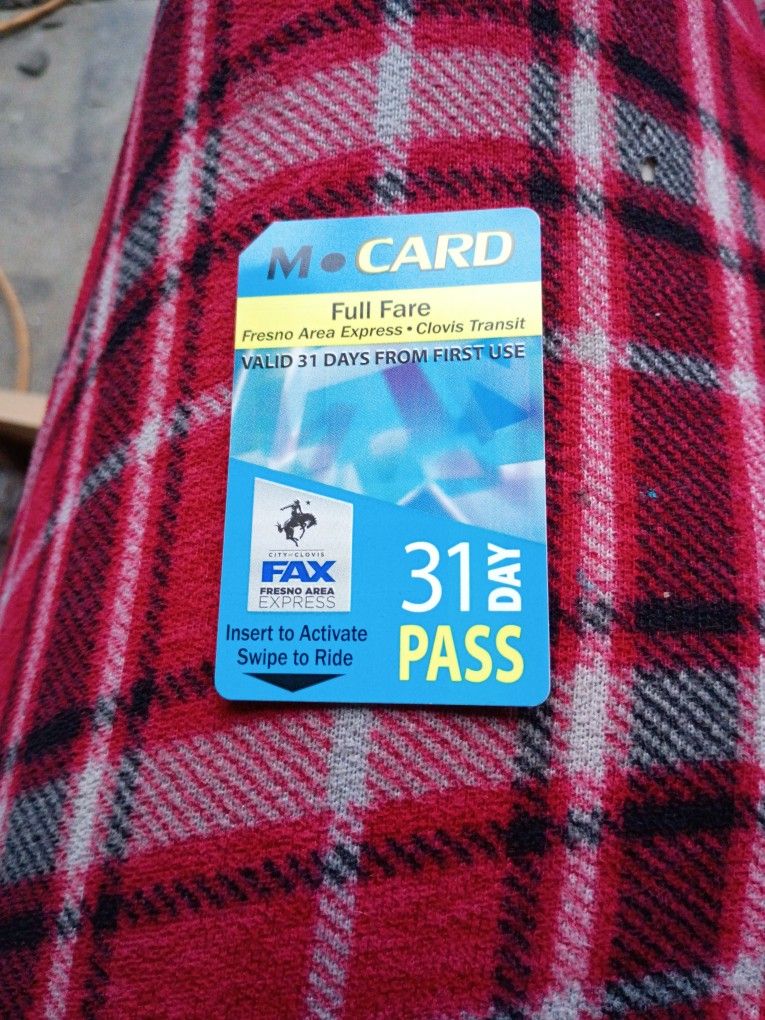 M • CARD
Full Fare
Fresno Area Express • Clovis Transit
VALID 31 DAYS FROM FIRST USE
CITY OF CLOVIS
FAX
FRESNO AREA
EXPRESS
Insert to Activate
Swipe to Ride
31 DAY
PASS